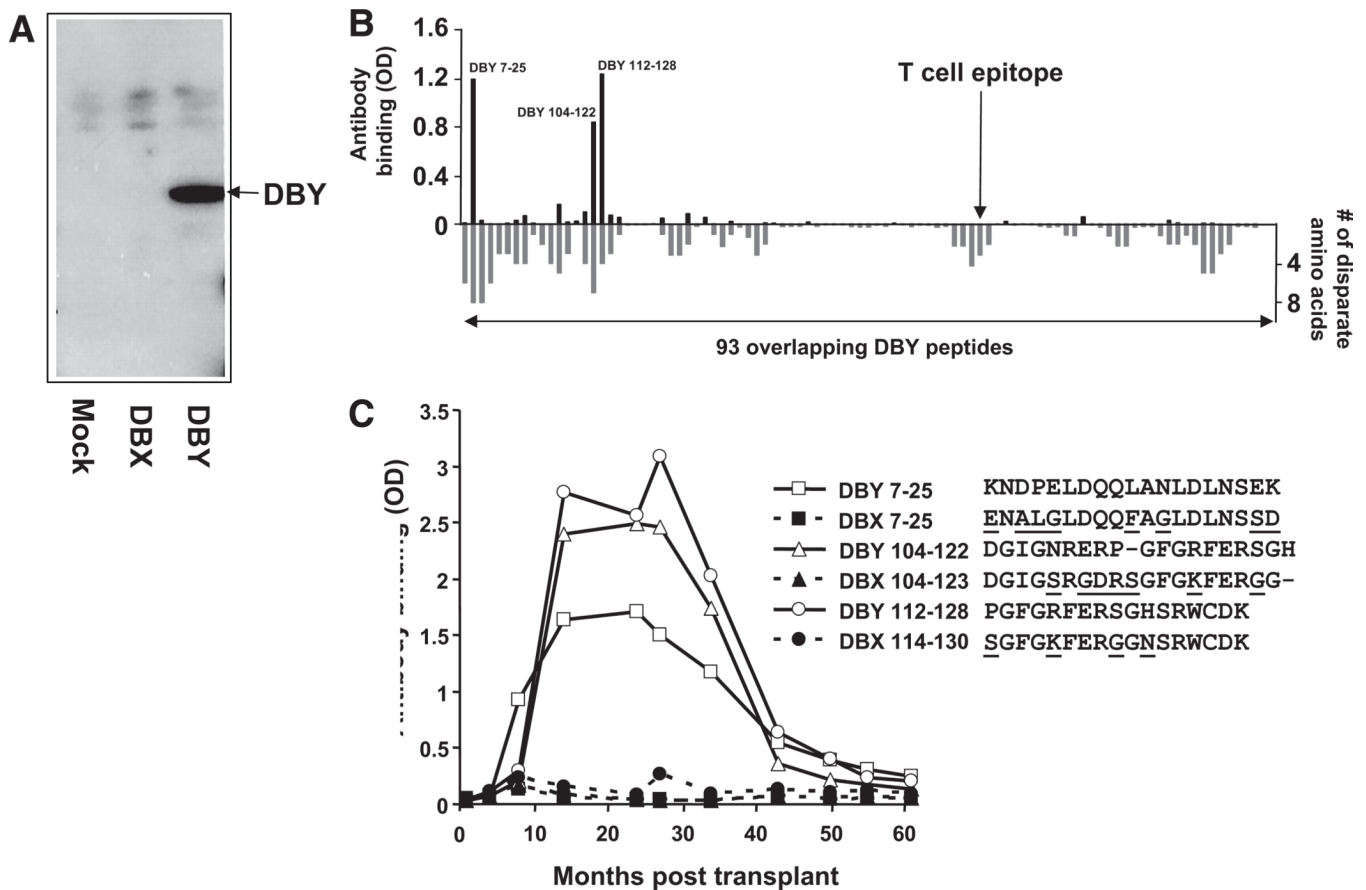 A
DBY
Mock
DBX
DBY
B
1.6
1.2
0.8
0.4
0
Antibody
binding (OD)
DBY 7-25
DBY 104-122
DBY 112-128
T cell epitope
4
8
# of disparate
amino acids
93 overlapping DBY peptides
C
3.5
3
2.5
2
1.5
1
0.5
0
(OD)
0 10 20 30 40 50 60
Months post transplant
DBY 7-25 KNDPELDQQLANLDLNSEK
DBX 7-25 ENALGLDQQFAGLDLNSSD
DBY 104-122 DGIGNRERP-GFGRFERSGH
DBX 104-123 DGIGSRGDRSGFGKFERGG-
DBY 112-128 PGFGRFERSGHSRWCDK
DBX 114-130 SGFGKFERGGNSRWCDK